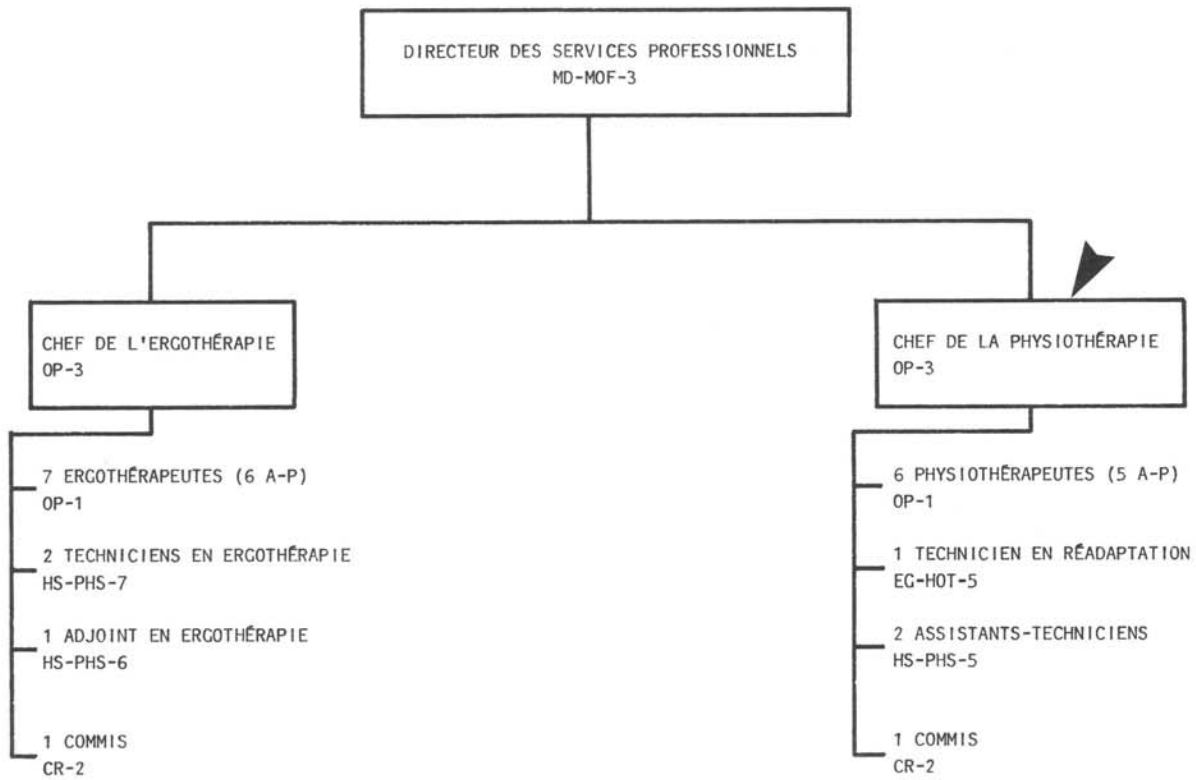 DIRECTEUR DES SERVICES PROFESSIONNELS
MD-MOF-3
CHEF DE L'ERGOTHÉRAPIE
OP-3
7 ERGOTHÉRAPEUTES (6 A-P)
OP-1
2 TECHNICIENS EN ERGOTHÉRAPIE
HS-PHS-7
1 ADJOINT EN ERGOTHÉRAPIE
HS-PHS-6
1 COMMIS
CR-2
CHEF DE LA PHYSIOTHÉRAPIE
OP-3
6 PHYSIOTHÉRAPEUTES (5 A-P)
OP-1
1 TECHNICIEN EN RÉADAPTATION
EG-HOT-5
2 ASSISTANTS-TECHNICIENS
HS-PHS-5
1 COMMIS
CR-2